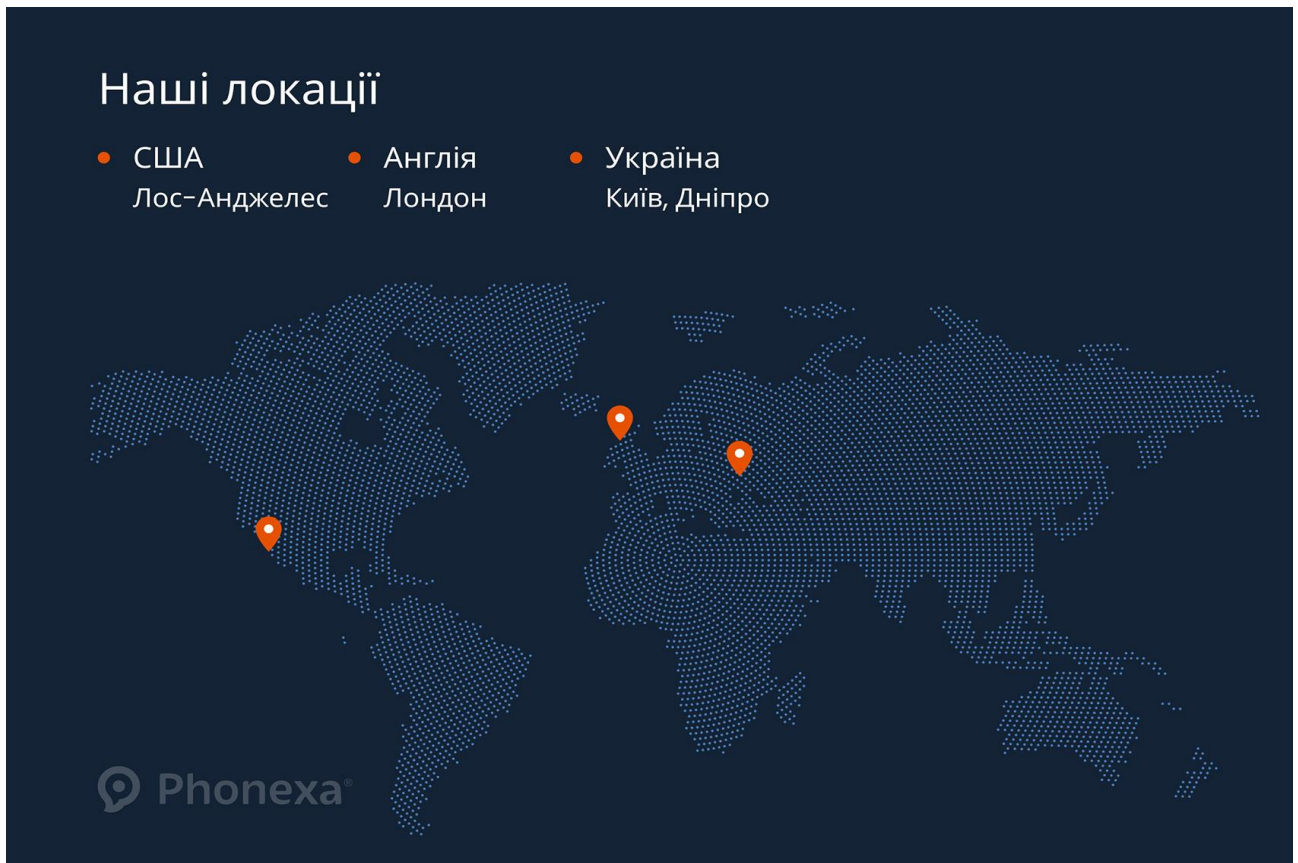 Наші локації
США
Лос-Анджелес
Англія
Лондон
Україна
Київ, Дніпро
Phonexa®